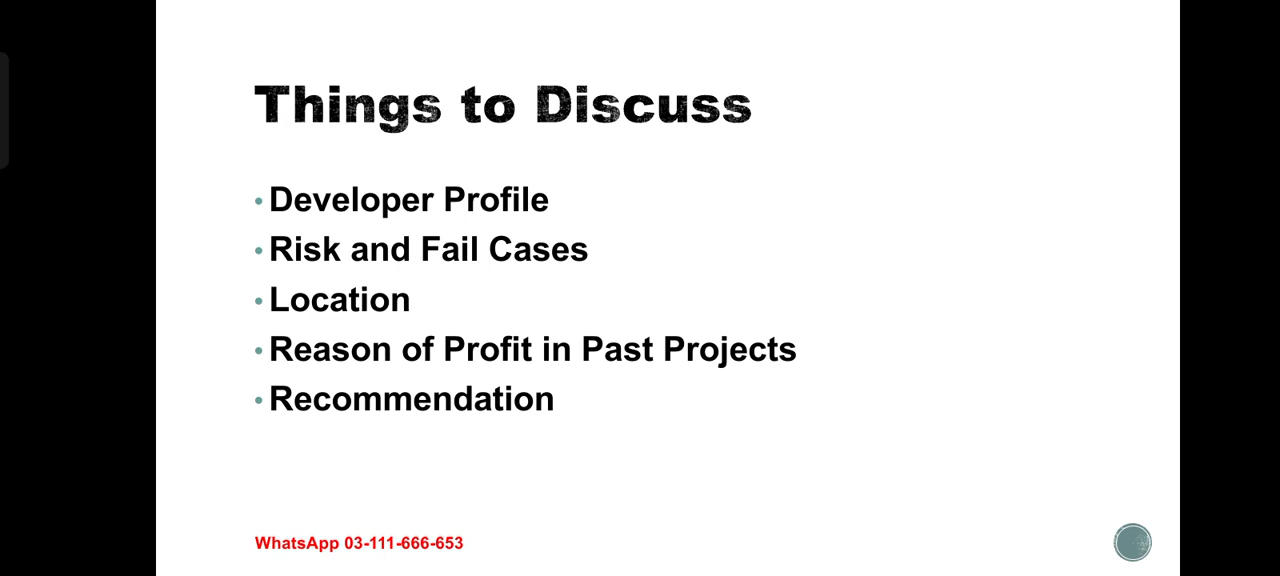 Things to Discuss
• Developer Profile
• Risk and Fail Cases
• Location
• Reason of Profit in Past Projects
• Recommendation
WhatsApp 03-111-666-653